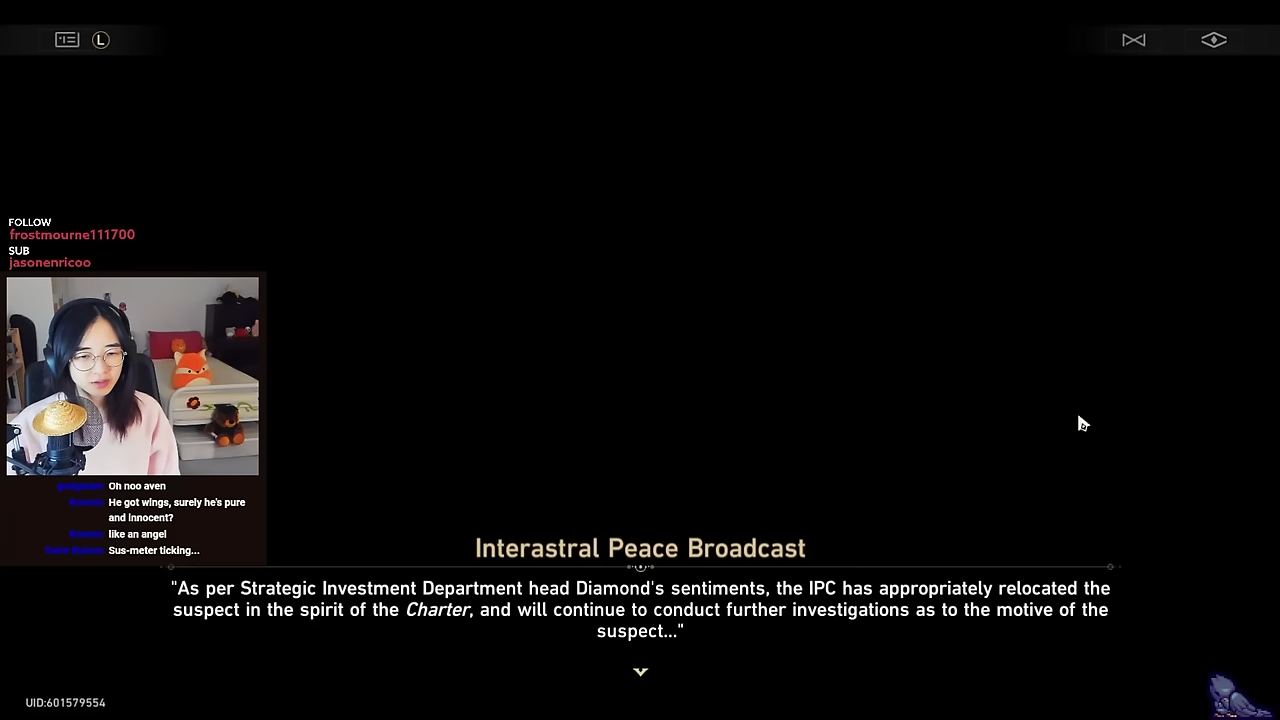 L
FOLLOW
frostmourne111700
SUB
jasonenricoo
Oh noo aven
He got wings, surely he's pure
and innocent?
like an angel
Sus-meter ticking...
Interastral Peace Broadcast
"As per Strategic Investment Department head Diamond's sentiments, the IPC has appropriately relocated the
suspect in the spirit of the Charter, and will continue to conduct further investigations as to the motive of the
suspect..."
UID:601579554